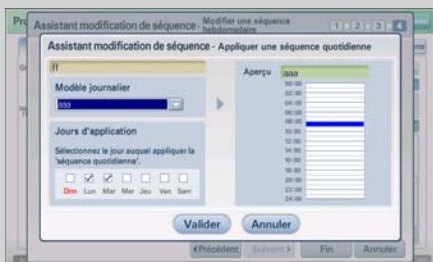 Assistant modification de séquence - Modifier une séquence hebdomadaire
1 2 3 4
Assistant modification de séquence - Appliquer une séquence quotidienne
ff
Modèle journalier
aaa
Jours d'application
Sélectionnez le jour auquel appliquer la
'séquence quotidienne'.
Dim Lun Mar Mer Jeu Ven Sam
Aperçu aaa
00:00
02:00
04:00
06:00
08:00
10:00
12:00
14:00
16:00
18:00
20:00
22:00
24:00
Valider Annuler
Précédent Suivant Fin Annuler